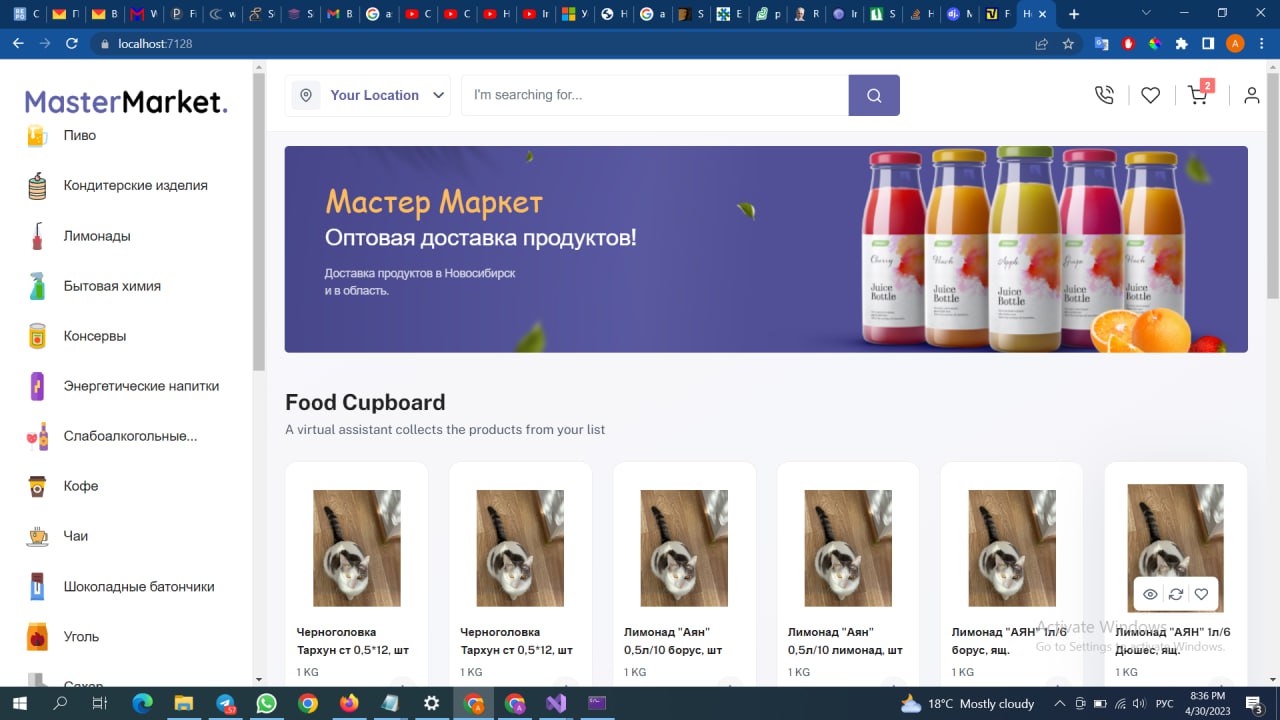 localhost:7128
MasterMarket.
Пиво
Кондитерские изделия
Лимонады
Бытовая химия
Консервы
Энергетические напитки
Слабоалкогольные...
Кофе
Чаи
Шоколадные батончики
Уголь
Сахар
Your Location
I'm searching for...
2
Мастер Маркет
Оптовая доставка продуктов!
Доставка продуктов в Новосибирск
и в область.
Cherry
Peach
Apple
Grape
Peach
Juice
Bottle
Juice
Bottle
Juice
Bottle
Juice
Bottle
Juice
Bottle
Food Cupboard
A virtual assistant collects the products from your list
Черноголовка
Тархун ст 0,5*12, шт
1 KG
Черноголовка
Тархун ст 0,5*12, шт
1 KG
Лимонад "Аян"
0,5л/10 борус, шт
1 KG
Лимонад "Аян"
0,5л/10 лимонад, шт
1 KG
Лимонад "АЯН" 1л/6
борус, ящ.
1 KG
Лимонад "АЯН" 1л/6
Дюшес, ящ.
1 KG
Activate Windows
Go to Settings to activate Windows.
18°C Mostly cloudy
РУС
8:36 PM
4/30/2023
3